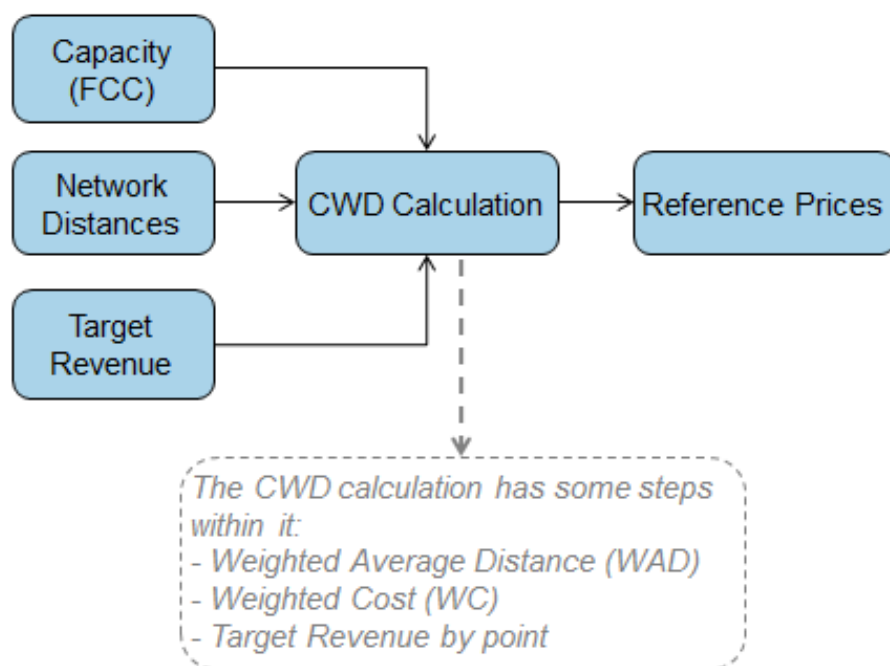 Capacity
(FCC)
Network
Distances
CWD Calculation
Reference Prices
Target
Revenue
The CWD calculation has some steps
within it:
- Weighted Average Distance (WAD)
- Weighted Cost (WC)
- Target Revenue by point